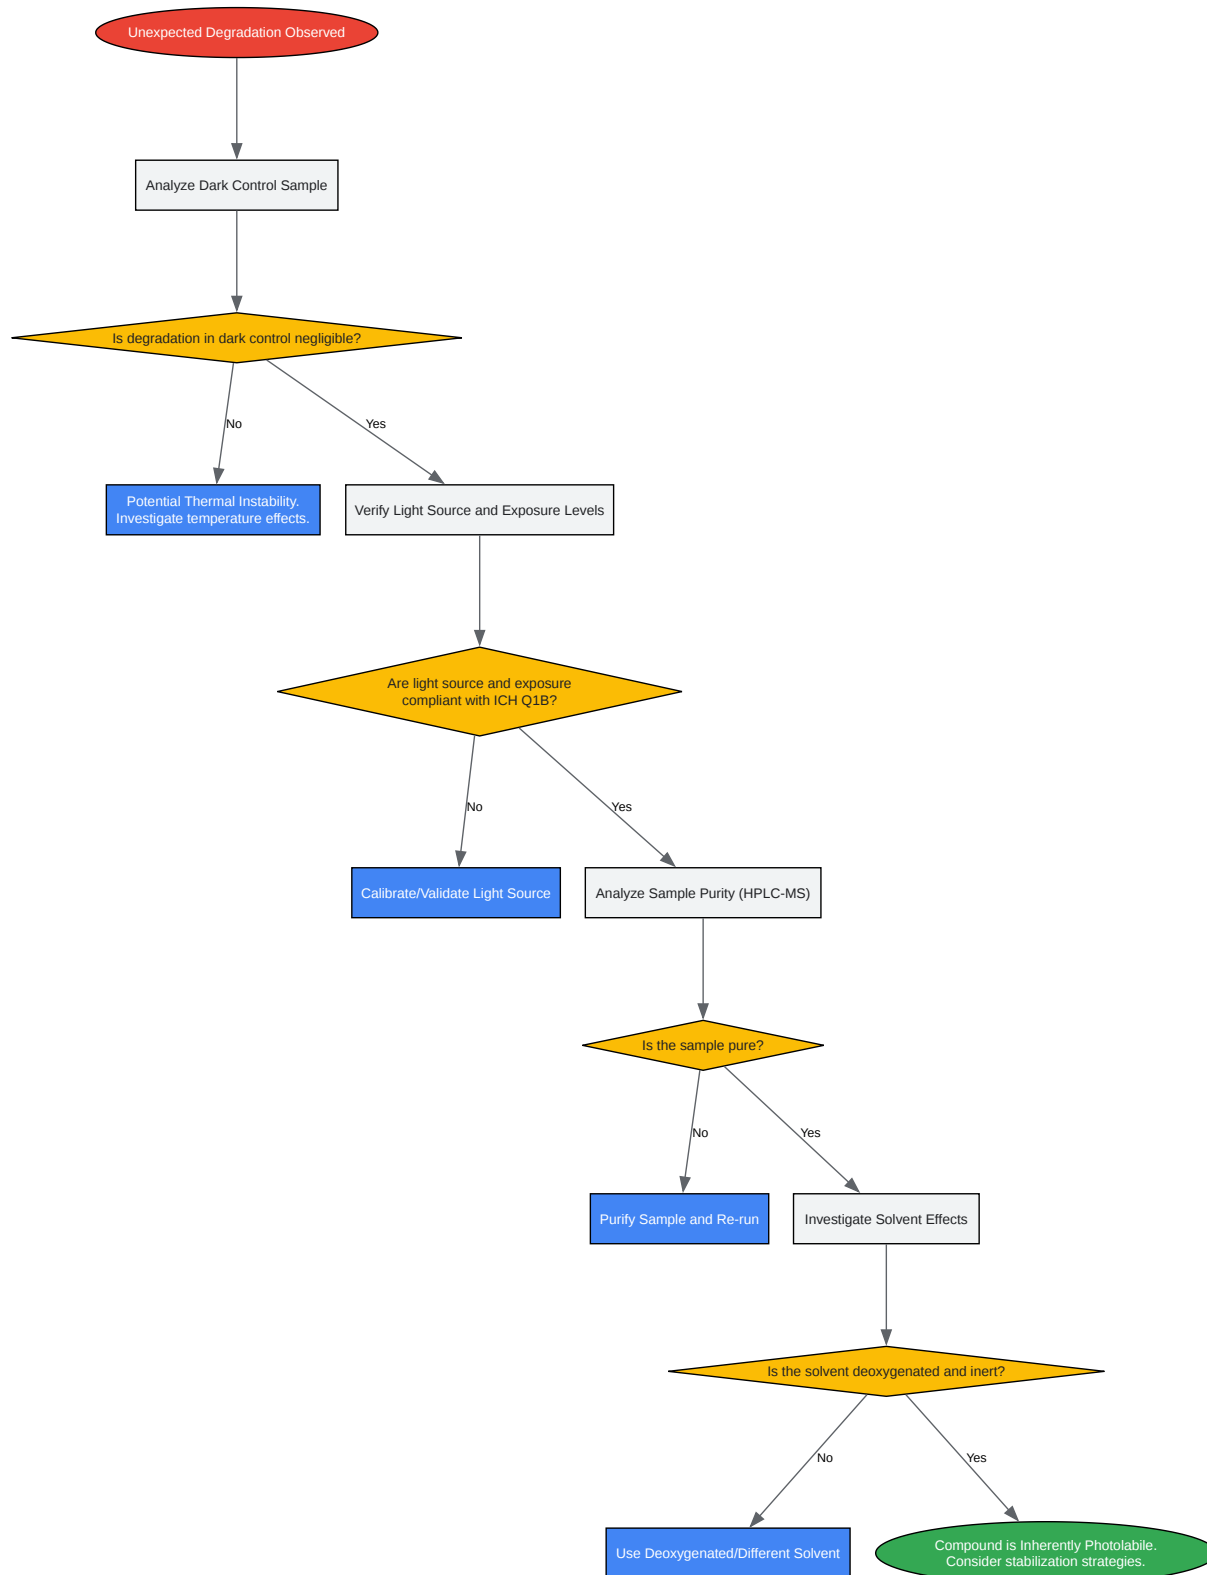 Unexpected Degradation Observed
Analyze Dark Control Sample
Is degradation in dark control negligible?
No
Yes
Potential Thermal Instability.
Investigate temperature effects.
Verify Light Source and Exposure Levels
Are light source and exposure
compliant with ICH Q1B?
No
Yes
Calibrate/Validate Light Source
Analyze Sample Purity (HPLC-MS)
Is the sample pure?
No
Yes
Purify Sample and Re-run
Investigate Solvent Effects
Is the solvent deoxygenated and inert?
No
Yes
Use Deoxygenated/Different Solvent
Compound is Inherently Photolabile.
Consider stabilization strategies.